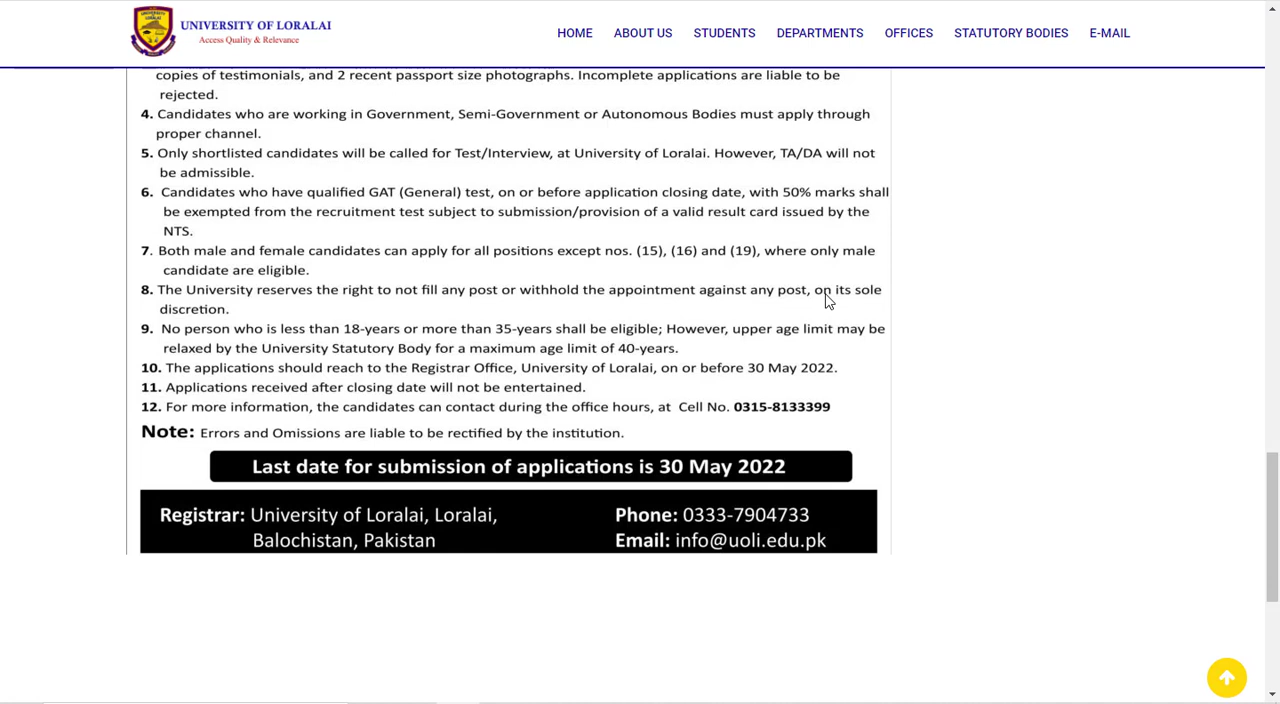 UNIVERSITY OF LORALAI
Access Quality & Relevance
HOME ABOUT US STUDENTS DEPARTMENTS OFFICES STATUTORY BODIES E-MAIL
copies of testimonials, and 2 recent passport size photographs. Incomplete applications are liable to be
rejected.
4. Candidates who are working in Government, Semi-Government or Autonomous Bodies must apply through
proper channel.
5. Only shortlisted candidates will be called for Test/Interview, at University of Loralai. However, TA/DA will not
be admissible.
6. Candidates who have qualified GAT (General) test, on or before application closing date, with 50% marks shall
be exempted from the recruitment test subject to submission/provision of a valid result card issued by the
NTS.
7. Both male and female candidates can apply for all positions except nos. (15), (16) and (19), where only male
candidate are eligible.
8. The University reserves the right to not fill any post or withhold the appointment against any post, on its sole
discretion.
9. No person who is less than 18-years or more than 35-years shall be eligible; However, upper age limit may be
relaxed by the University Statutory Body for a maximum age limit of 40-years.
10. The applications should reach to the Registrar Office, University of Loralai, on or before 30 May 2022.
11. Applications received after closing date will not be entertained.
12. For more information, the candidates can contact during the office hours, at Cell No. 0315-8133399
Note: Errors and Omissions are liable to be rectified by the institution.
Last date for submission of applications is 30 May 2022
Registrar: University of Loralai, Loralai,
Balochistan, Pakistan
Phone: 0333-7904733
Email: info@uoli.edu.pk